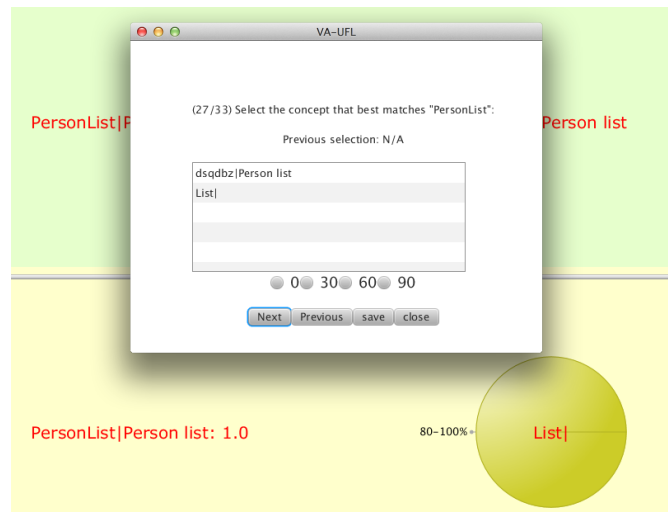 VA-UFL
(27/33) Select the concept that best matches "PersonList":
Previous selection: N/A
PersonList|P
Person list
dsqdbz|Person list
List|
0 30 60 90
Next Previous save close
PersonList|Person list: 1.0
80-100%
List|